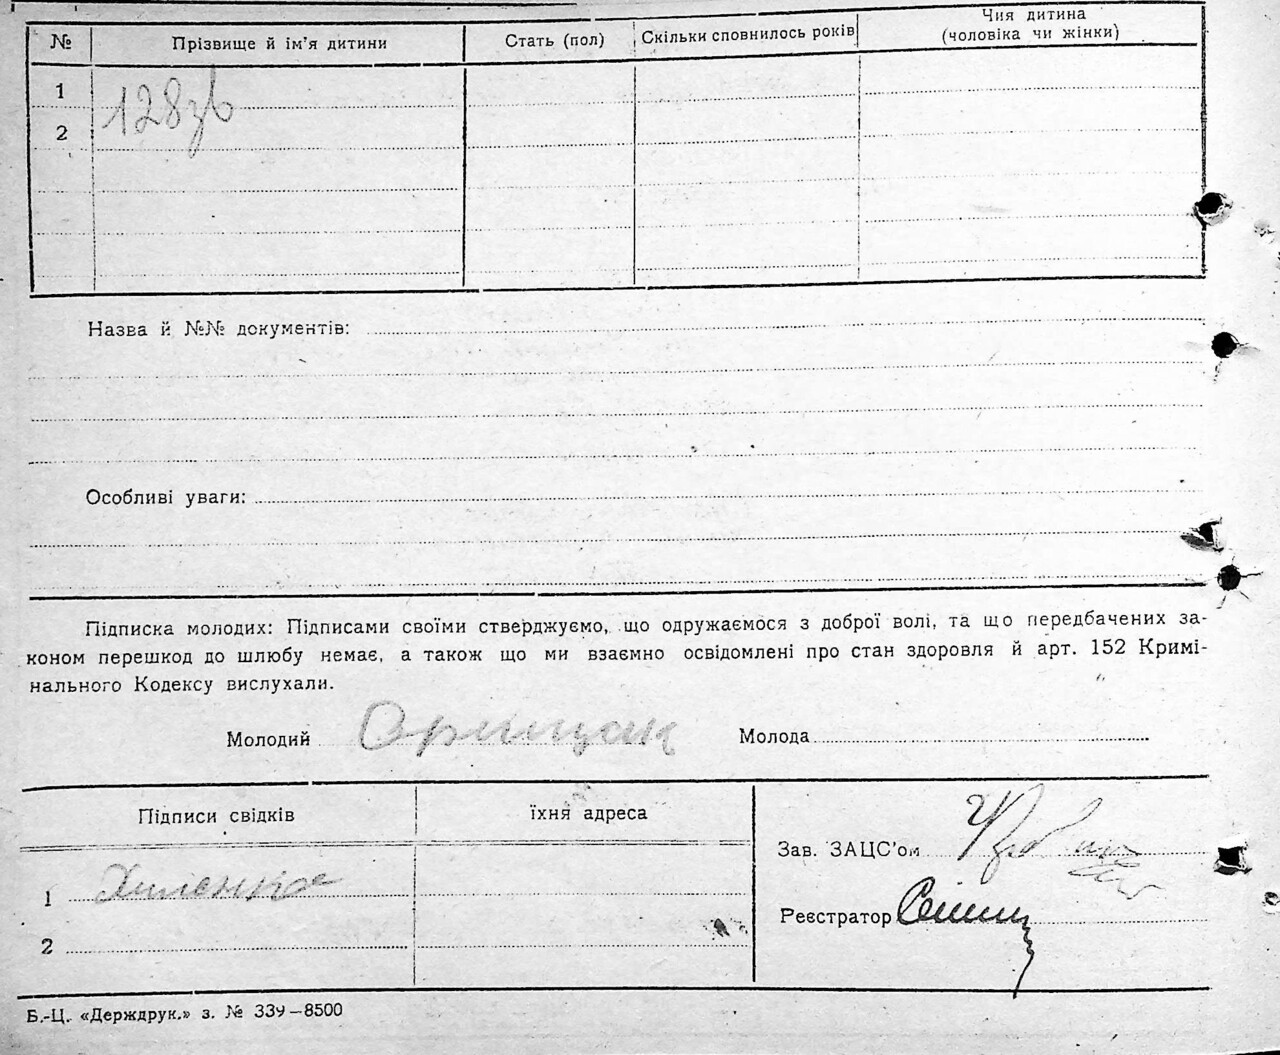 № Прізвище й ім'я дитини Стать (пол) Скільки сповнилось років Чия дитина (чоловіка чи жінки)
1
128зв
2
Назва й №№ документів:
Особливі уваги:
Підписка молодих: Підписами своїми стверджуємо, що одружаємося з доброї волі, та що передбачених за-
коном перешкод до шлюбу немає, а також що ми взаємно освідомлені про стан здоровля й арт. 152 Кримі-
нального Кодексу вислухали.
Молодий Орищак Молода
Підписи свідків їхня адреса
Зав. ЗАЦС'ом
1 Хиленко
Реєстратор
2
Б.-Ц. «Держдрук.» з. № 339—8500